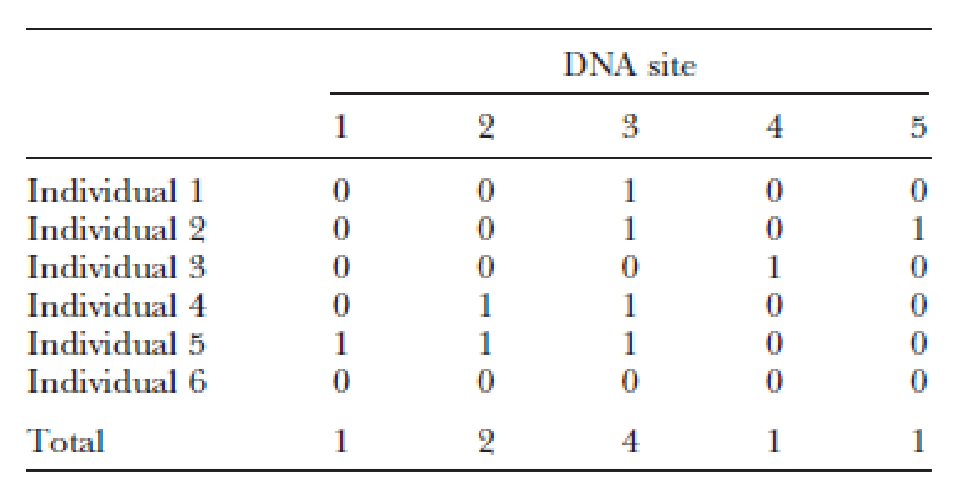 DNA site
1 2 3 4 5
Individual 1 0 0 1 0 0
Individual 2 0 0 1 0 1
Individual 3 0 0 0 1 0
Individual 4 0 1 1 0 0
Individual 5 1 1 1 0 0
Individual 6 0 0 0 0 0
Total 1 2 4 1 1